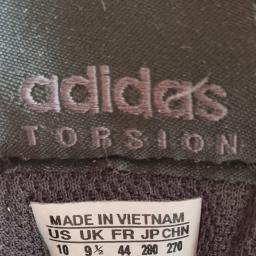 adidas
TORSION
MADE IN VIETNAM
US UK FR JP CHN
10 9½ 44 280 270